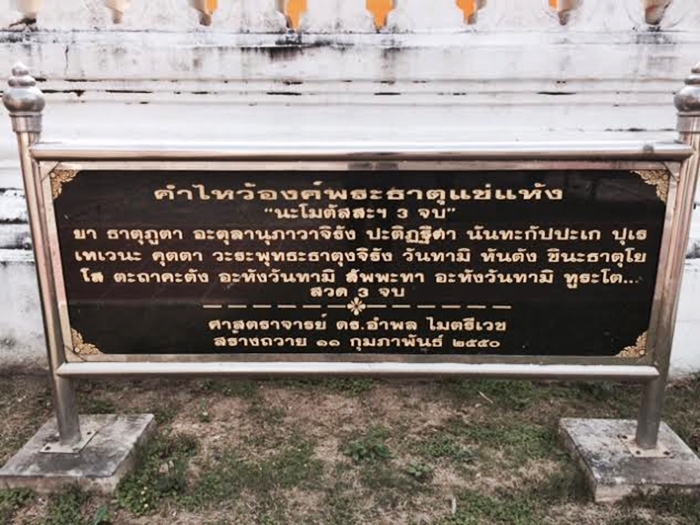 คำไหว้องค์พระธาตุแช่แห้ง
"นะโมตัสสะฯ 3 จบ"
ยา ธาตุภูตา อะตุลานุภาวาจิรัง ปะติฏฐิตา นันทะกัปปะเก ปุเร
เทเวนะ คุตตา วะระพุทธะธาตุงจิรัง วันทามิ หันตัง ชินะธาตุโย
โส ตะถาคะตัง อะหังวันทามิ สัพพะทา อะหังวันทามิ ทูระโต...
สวด 3 จบ
ศาสตราจารย์ ดร.อำพล ไมตรีเวช
สร้างถวาย ๑๑ กุมภาพันธ์ ๒๕๕๐